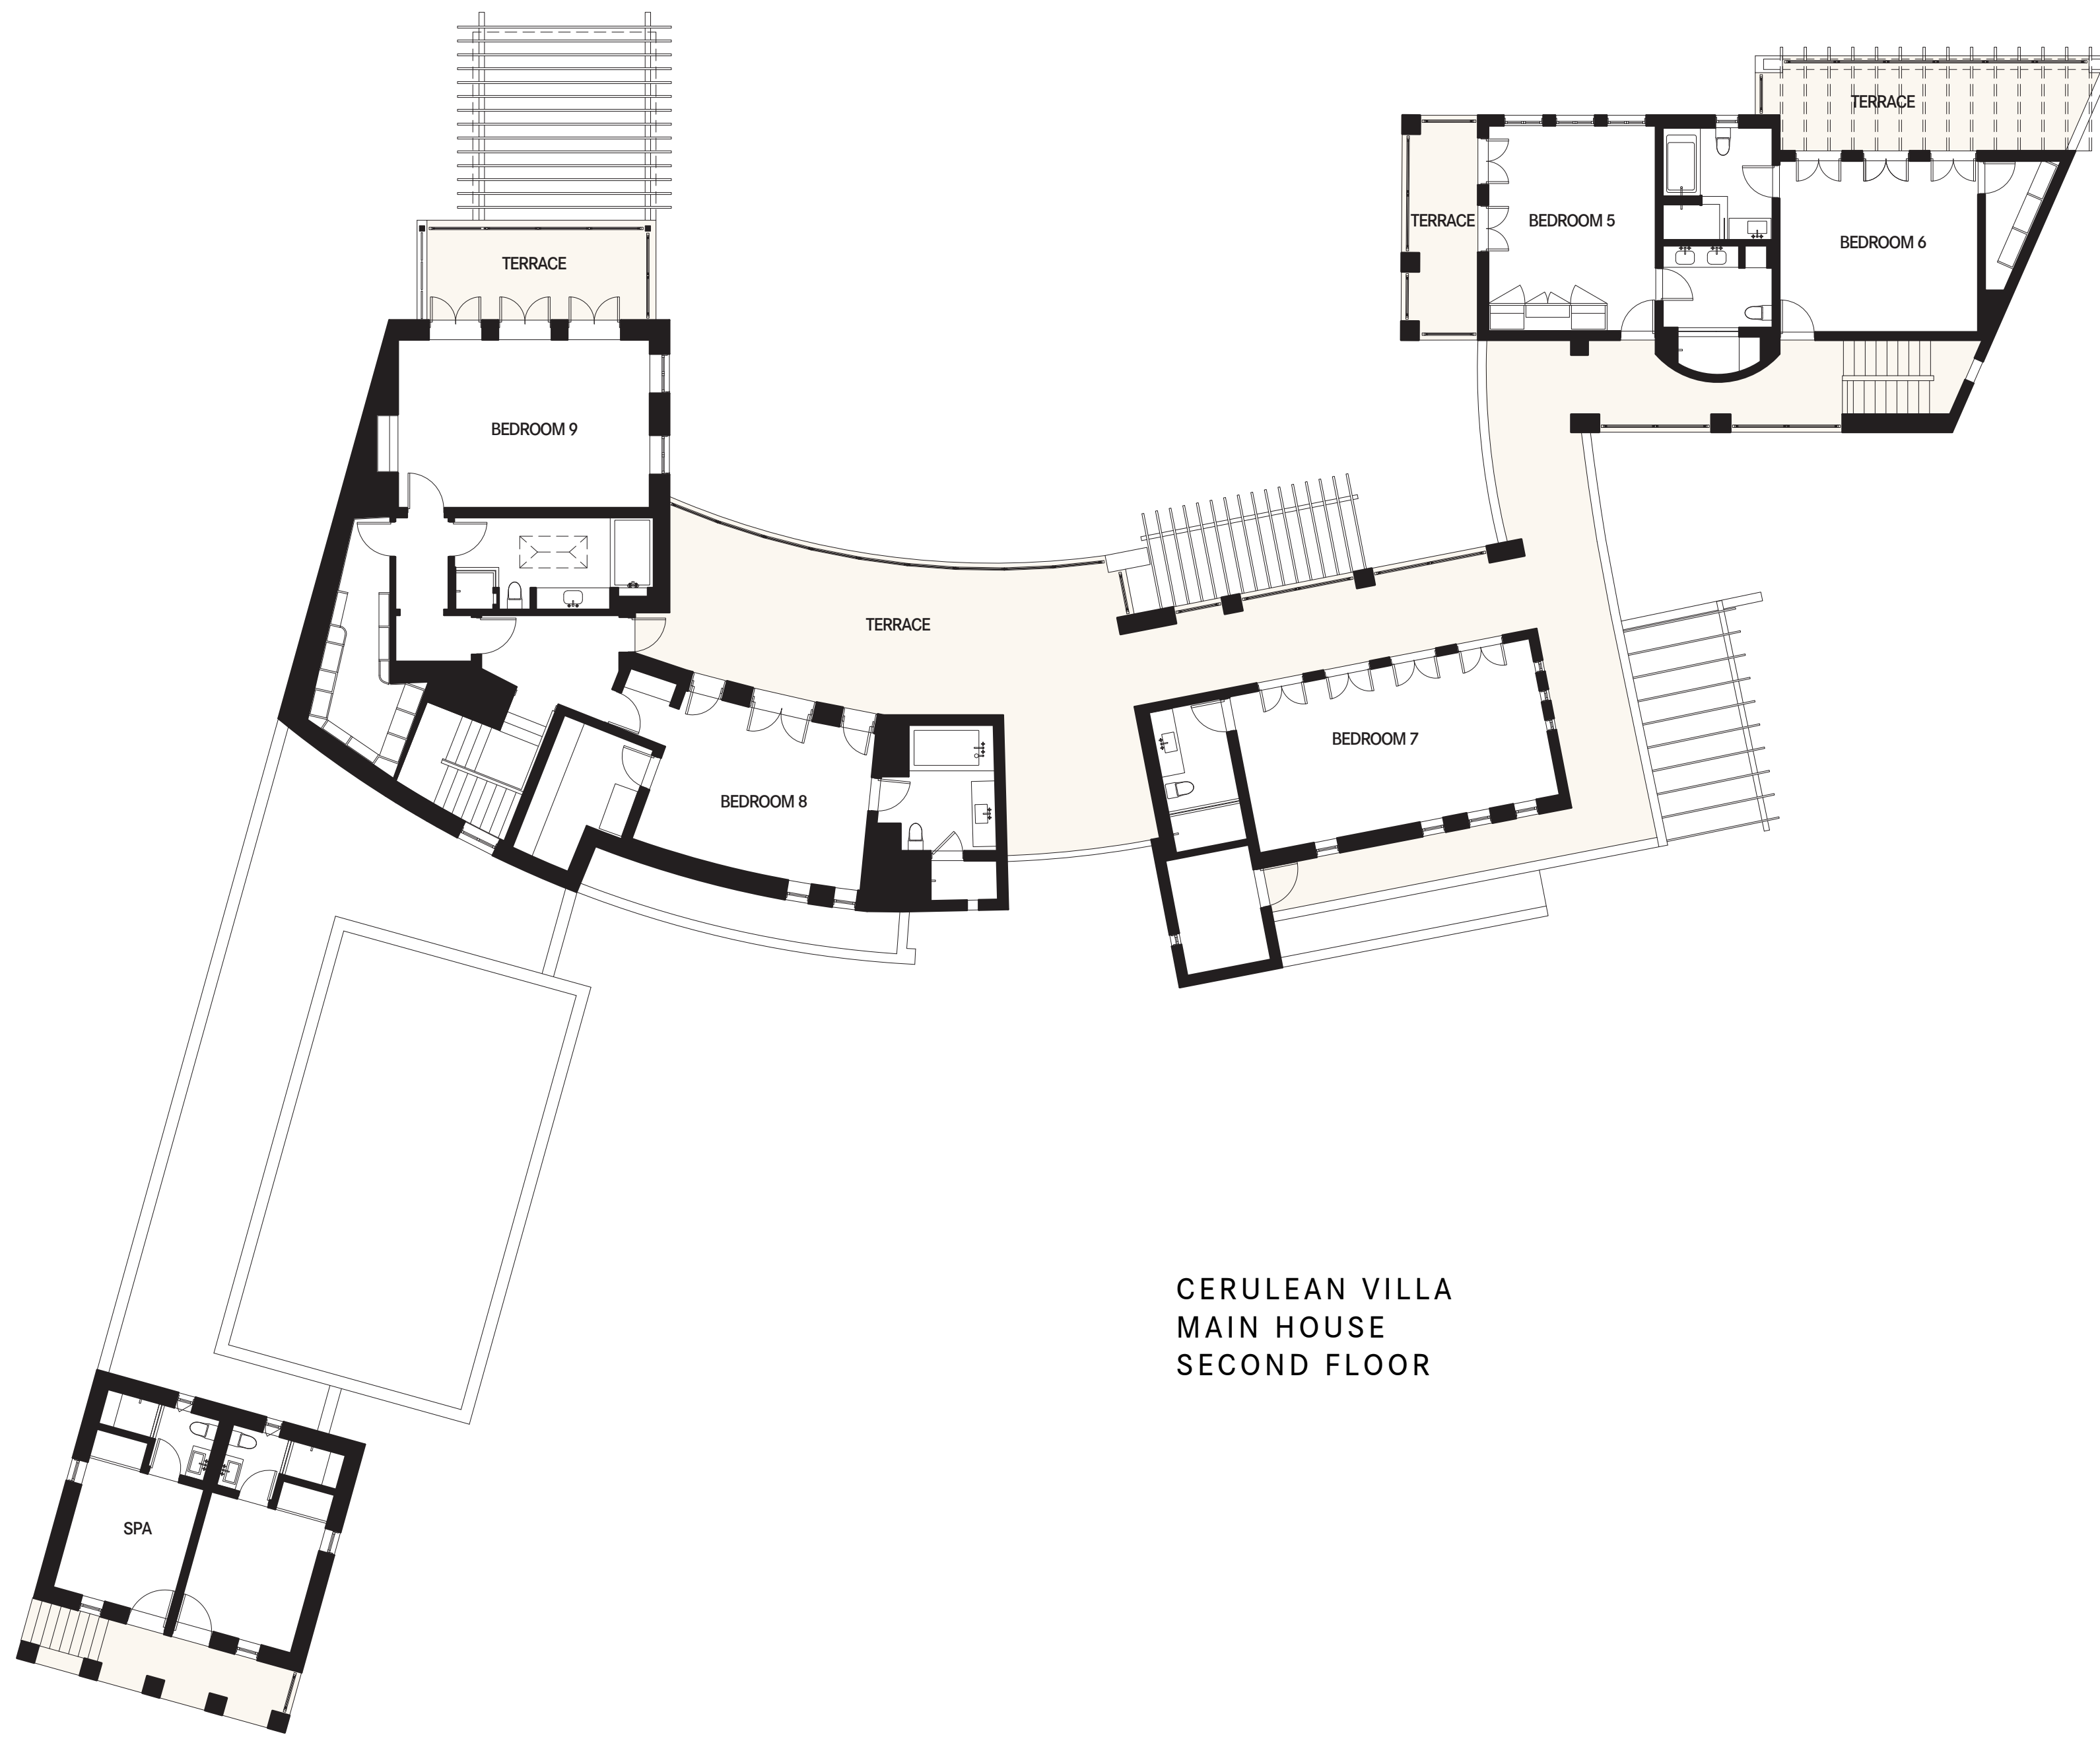 TERRACE
TERRACE
BEDROOM 5
BEDROOM 6
TERRACE
BEDROOM 9
TERRACE
BEDROOM 7
BEDROOM 8
CERULEAN VILLA
MAIN HOUSE
SECOND FLOOR
SPA